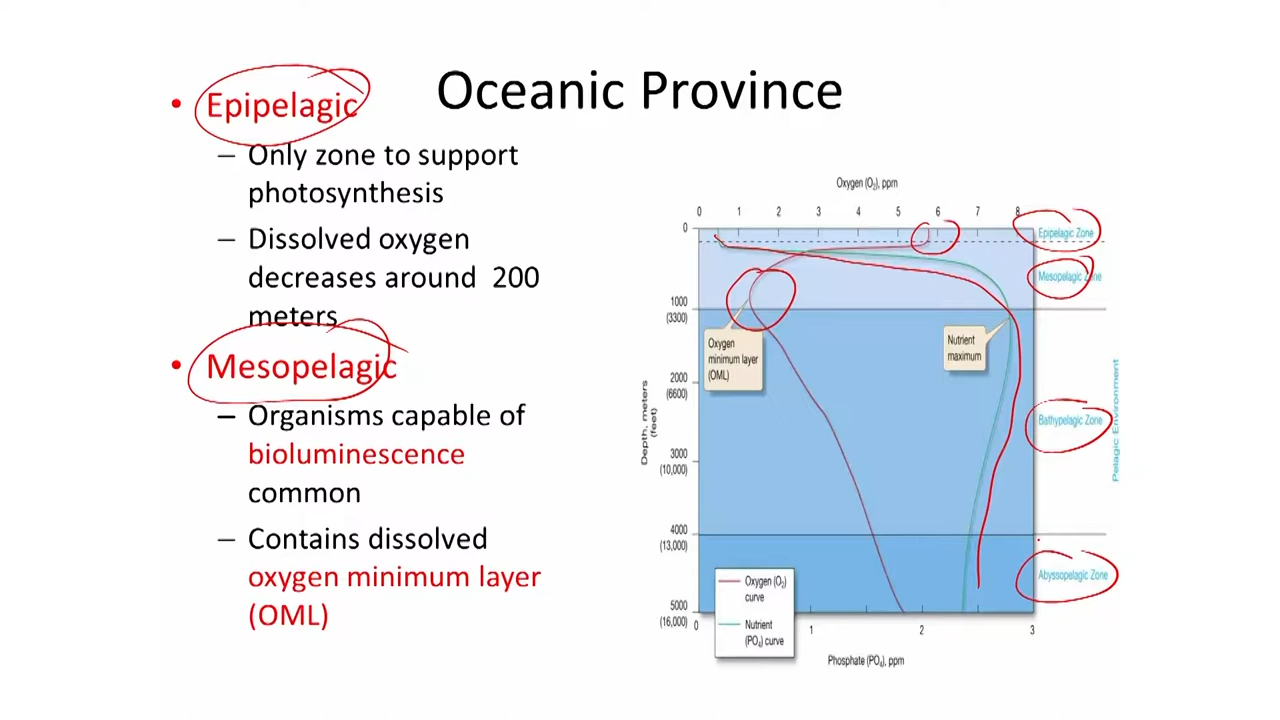 Oceanic Province
• Epipelagic
– Only zone to support
photosynthesis
– Dissolved oxygen
decreases around 200
meters
• Mesopelagic
– Organisms capable of
bioluminescence
common
– Contains dissolved
oxygen minimum layer
(OML)
Oxygen (O₂), ppm
0 1 2 3 4 5 6 7 8
0
1000
(3300)
2000
(6600)
3000
(10,000)
4000
(13,000)
5000
(16,000)
Depth, meters
(feet)
Epipelagic Zone
Mesopelagic Zone
Bathypelagic Zone
Abyssopelagic Zone
Pelagic Environment
Oxygen
minimum layer
(OML)
Nutrient
maximum
Oxygen (O₂)
curve
Nutrient
(PO₄) curve
0 1 2 3
Phosphate (PO₄), ppm